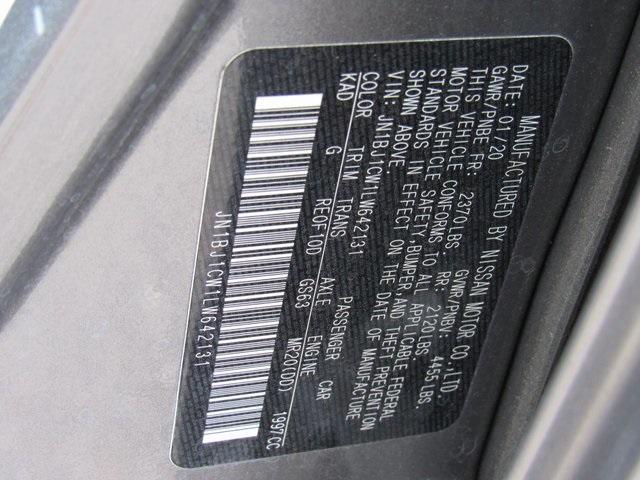 MANUFACTURED BY NISSAN MOTOR CO.,LTD.
DATE: 01/20 GVWR/PNBV: 4455LBS.
GAWR/PNBE FR: 2370LBS RR: 2120LBS.
THIS VEHICLE CONFORMS TO ALL APPLICABLE FEDERAL
MOTOR VEHICLE SAFETY,BUMPER,AND THEFT PREVENTION
STANDARDS IN EFFECT ON THE DATE OF MANUFACTURE
SHOWN ABOVE.
VIN: JN1BJ1CW1LW642131 PASSENGER CAR
COLOR TRIM TRANS AXLE ENGINE
KAD G RE0F10D GS63 MR20(DD) 1997CC
JN1BJ1CW1LW642131